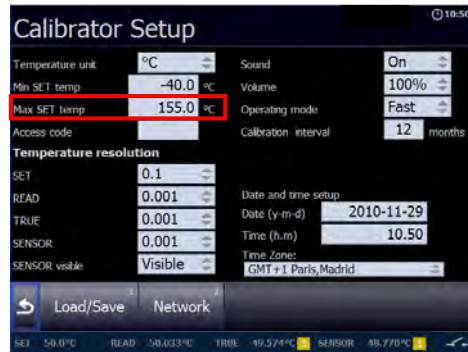 10:50
Calibrator Setup
Temperature unit °C
Min SET temp -40.0 °C
Max SET temp 155.0 °C
Access code
Temperature resolution
SET 0.1
READ 0.001
TRUE 0.001
SENSOR 0.001
SENSOR visible Visible
Sound On
Volume 100%
Operating mode Fast
Calibration interval 12 months
Date and time setup
Date (y-m-d) 2010-11-29
Time (h.m) 10.50
Time Zone:
GMT+1 Paris,Madrid
Load/Save 1 Network 2
SET 50.0°C READ 50.033°C TRUE 49.574°C SENSOR 48.770°C